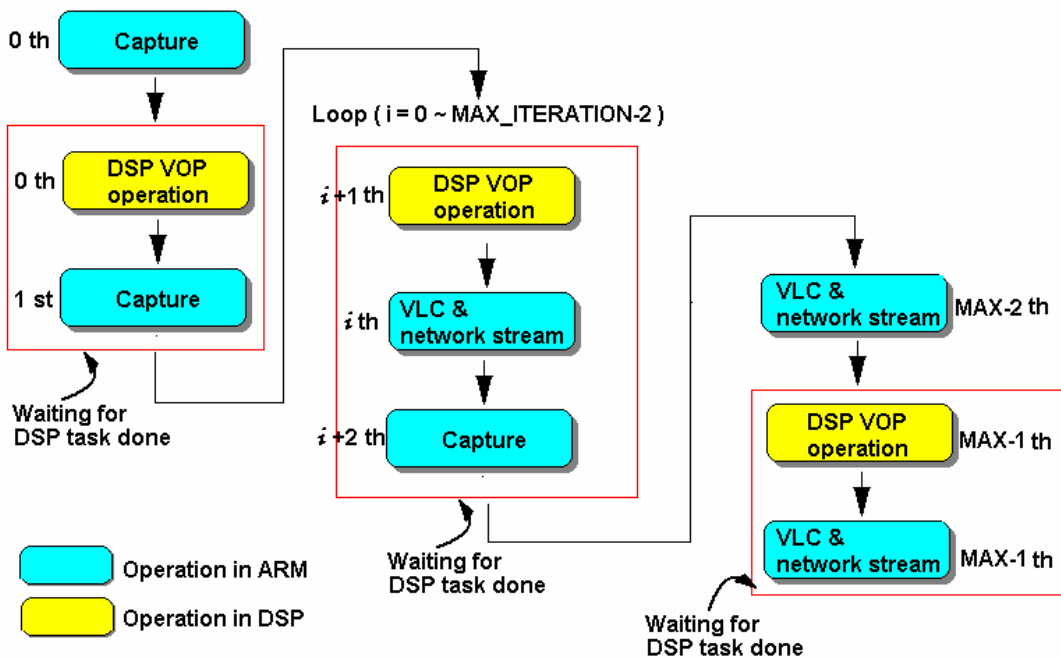 0 th
Capture
0 th
DSP VOP
operation
1 st
Capture
Waiting for
DSP task done
Loop ( i = 0 ~ MAX_ITERATION-2 )
i+1 th
DSP VOP
operation
i th
VLC &
network stream
i+2 th
Capture
Waiting for
DSP task done
VLC &
network stream
MAX-2 th
DSP VOP
operation
MAX-1 th
VLC &
network stream
MAX-1 th
Waiting for
DSP task done
Operation in ARM
Operation in DSP